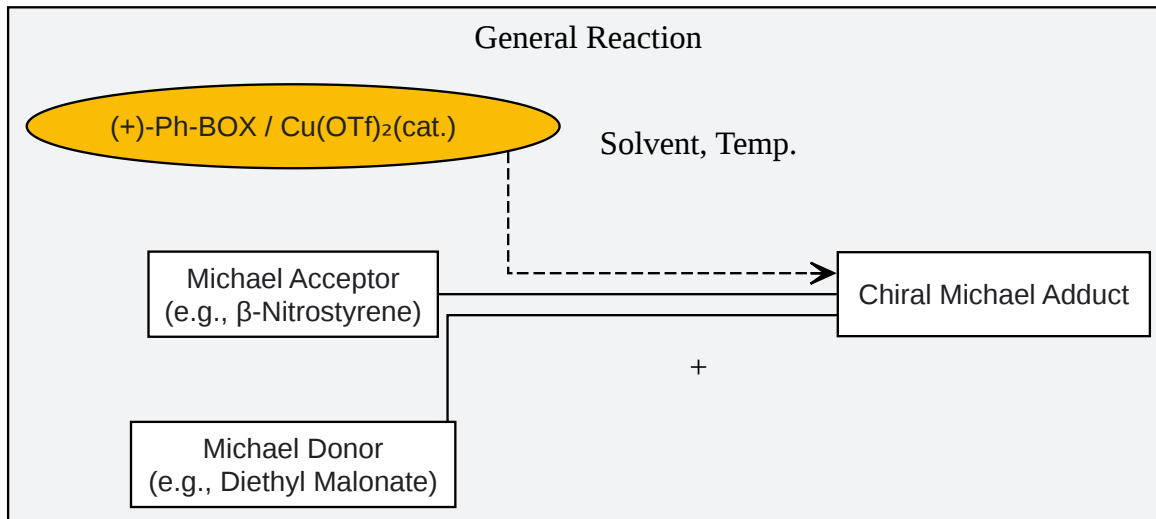 General Reaction
(+)-Ph-BOX / Cu(OTf)₂(cat.)
Solvent, Temp.
Michael Acceptor
(e.g., β-Nitrostyrene)
Chiral Michael Adduct
+
Michael Donor
(e.g., Diethyl Malonate)